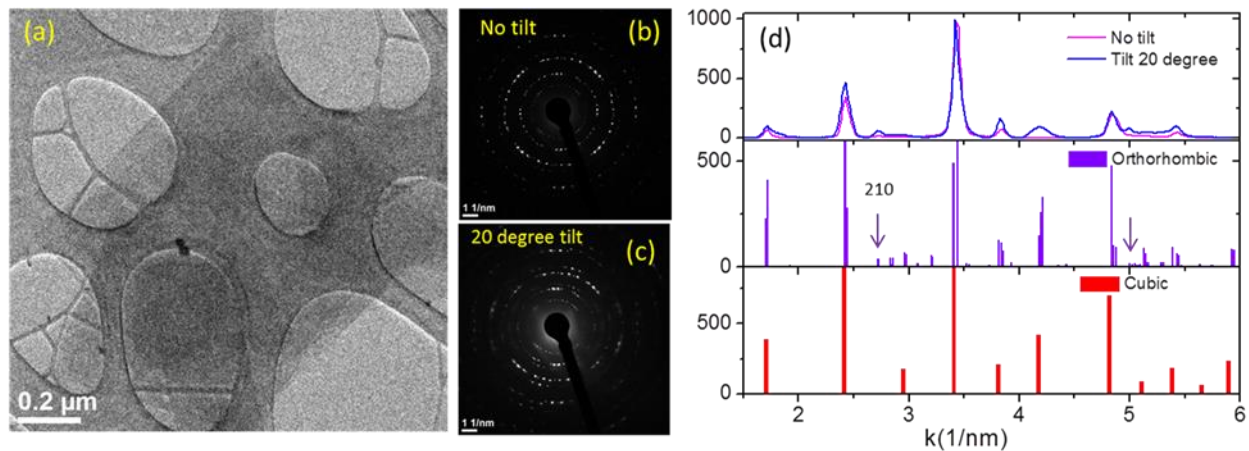 (a)
0.2 µm
No tilt
(b)
1 1/nm
20 degree tilt
(c)
1 1/nm
(d)
No tilt
Tilt 20 degree
1000
500
0
Orthorhombic
210
500
0
Cubic
500
0
2 3 4 5 6
k(1/nm)